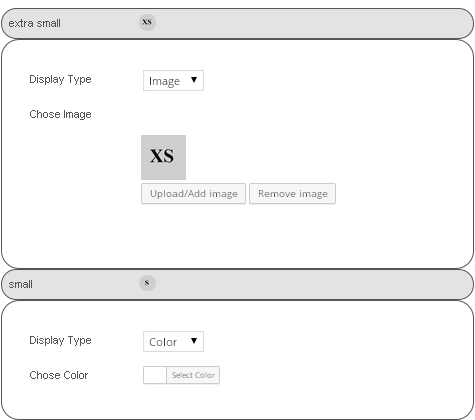 extra small XS
Display Type Image ▼
Chose Image
XS
Upload/Add image Remove image
small S
Display Type Color ▼
Chose Color Select Color